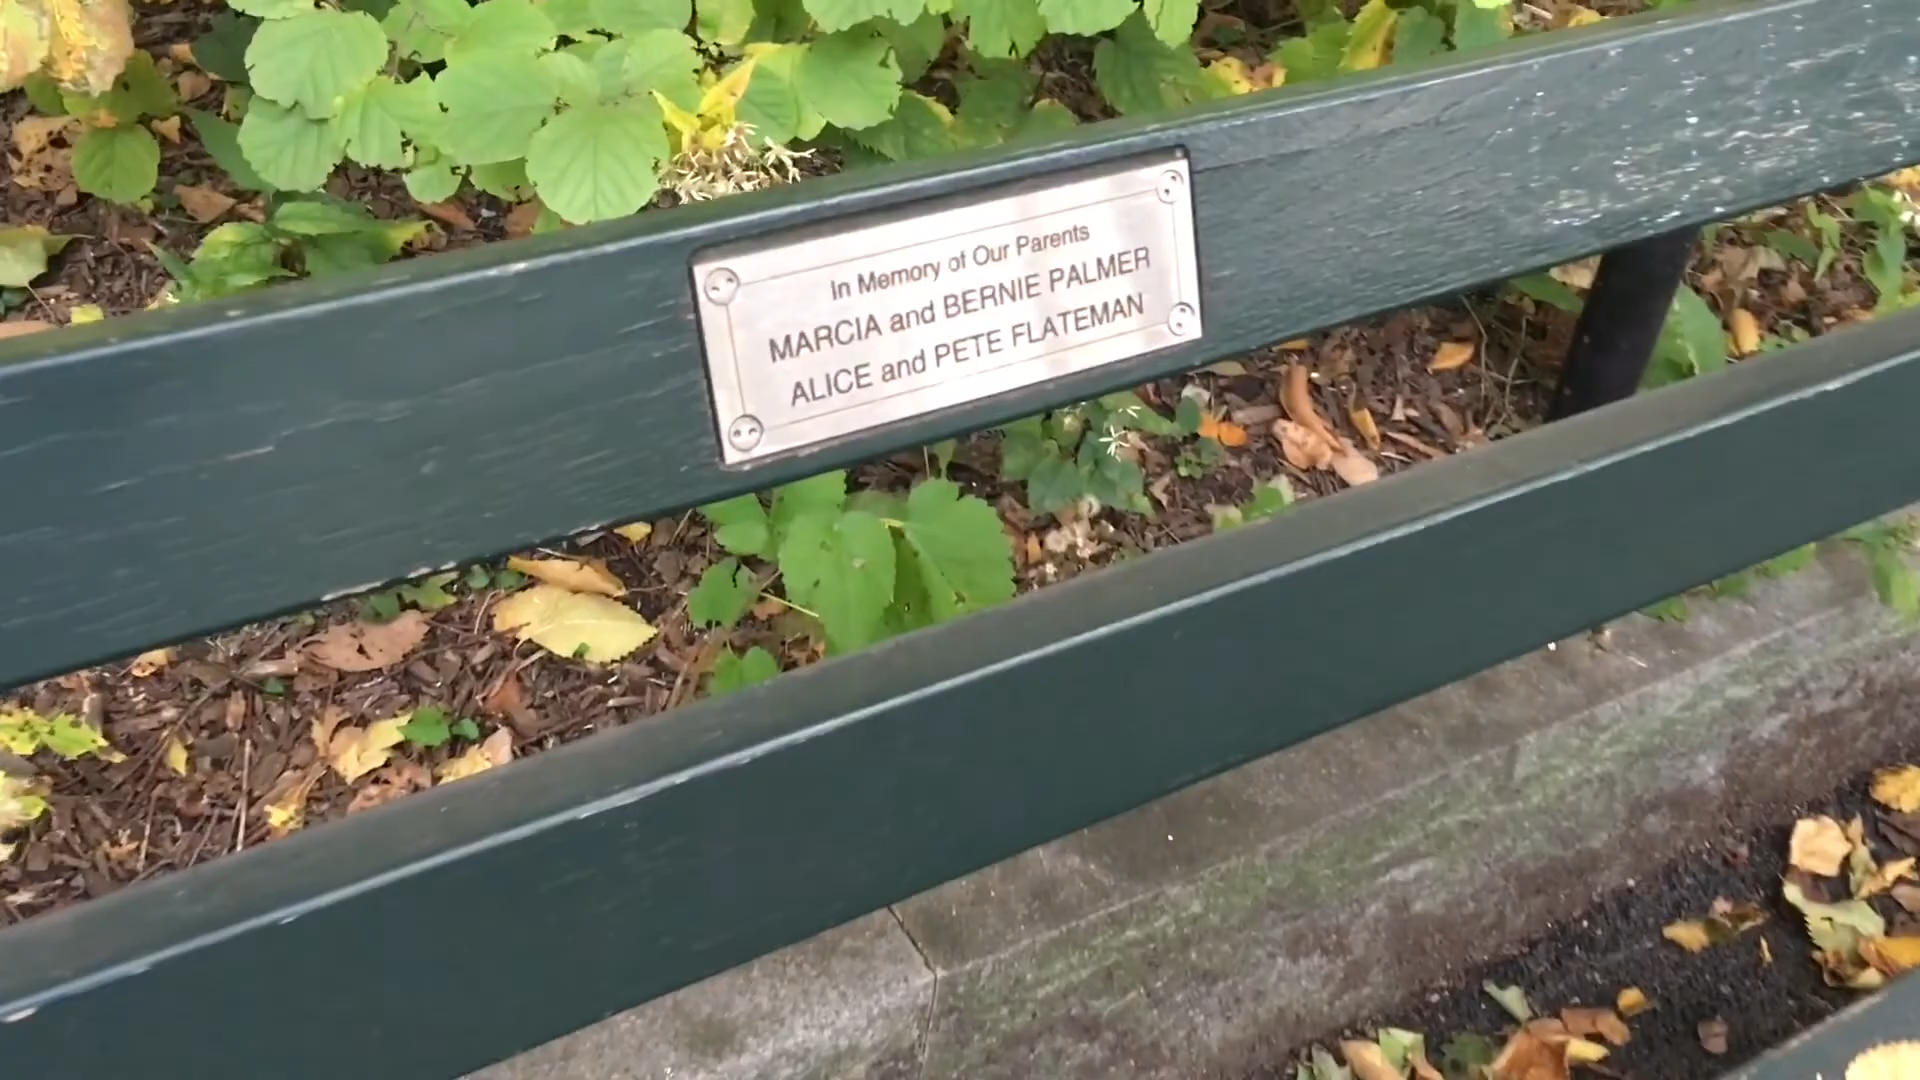 In Memory of Our Parents
MARCIA and BERNIE PALMER
ALICE and PETE FLATEMAN